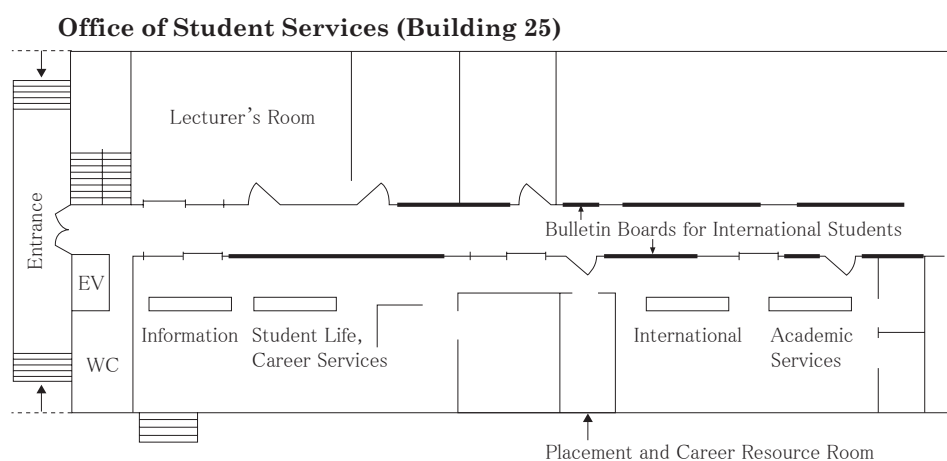 Office of Student Services (Building 25)
Lecturer's Room
Entrance
Bulletin Boards for International Students
EV
Information
Student Life,
Career Services
International
Academic
Services
WC
Placement and Career Resource Room